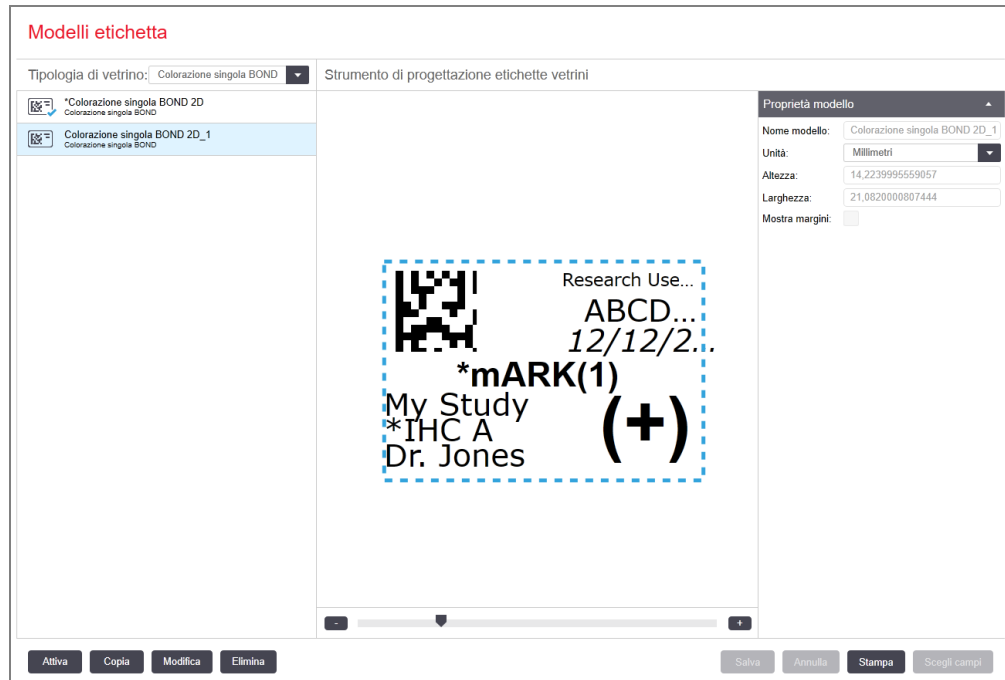 Modelli etichetta
Tipologia di vetrino: Colorazione singola BOND
Strumento di progettazione etichette vetrini
*Colorazione singola BOND 2D
Colorazione singola BOND
Colorazione singola BOND 2D_1
Colorazione singola BOND
Proprietà modello
Nome modello: Colorazione singola BOND 2D_1
Unità: Millimetri
Altezza: 14,2239995559057
Larghezza: 21,0820000807444
Mostra margini:
Research Use...
ABCD...
12/12/2...
*mARK(1)
My Study
*IHC A
Dr. Jones
(+)
- +
Attiva Copia Modifica Elimina Salva Annulla Stampa Scegli campi